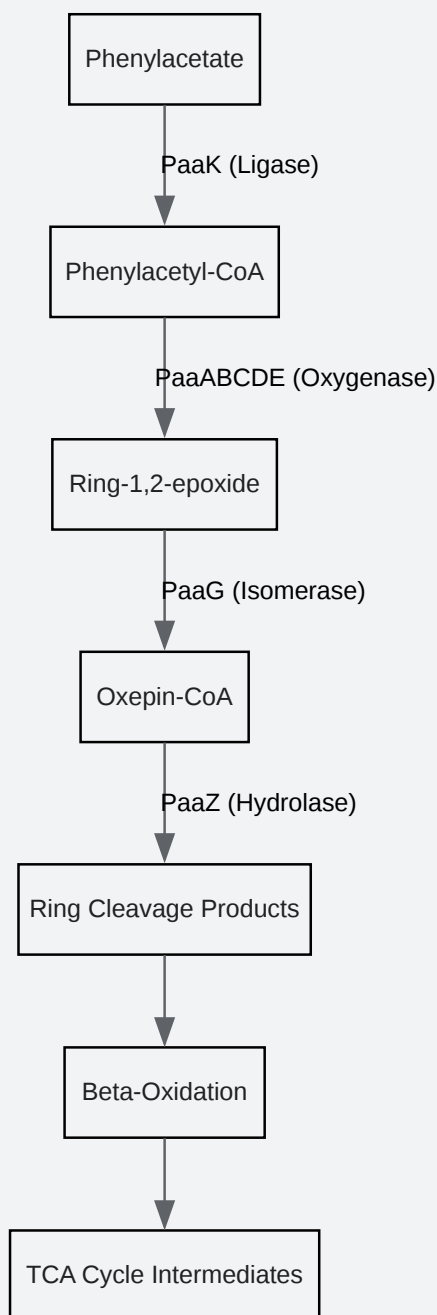 Phenylacetate
PaaK (Ligase)
Phenylacetyl-CoA
PaaABCDE (Oxygenase)
Ring-1,2-epoxide
PaaG (Isomerase)
Oxepin-CoA
PaaZ (Hydrolase)
Ring Cleavage Products
Beta-Oxidation
TCA Cycle Intermediates